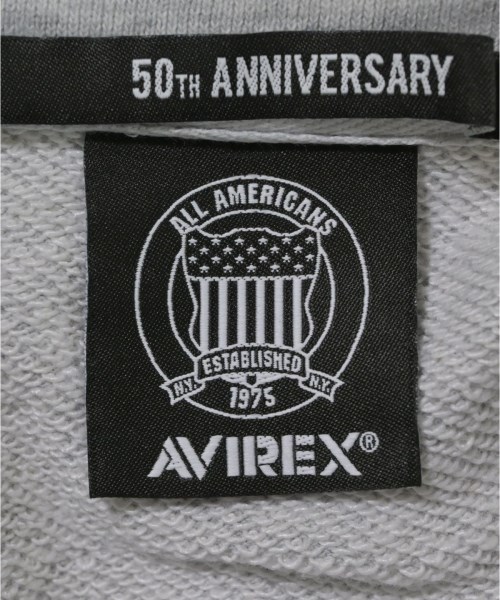 50TH ANNIVERSARY
ALL AMERICANS
ESTABLISHED
N.Y. N.Y.
1975
AVIREX®